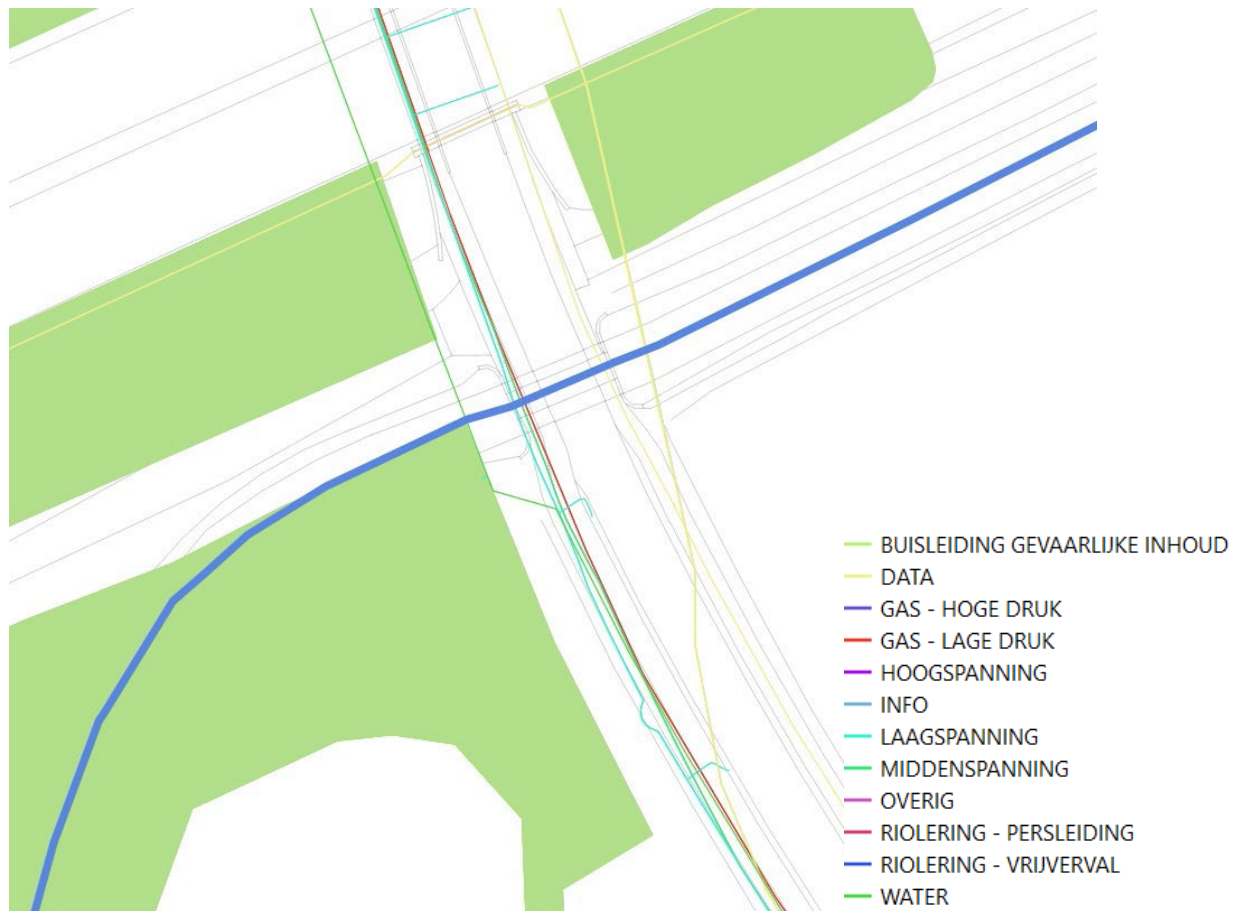 BUISLEIDING GEVAARLIJKE INHOUD
DATA
GAS - HOGE DRUK
GAS - LAGE DRUK
HOOGSPANNING
INFO
LAAGSPANNING
MIDDENSPANNING
OVERIG
RIOLERING - PERSLEIDING
RIOLERING - VRIJVERVAL
WATER